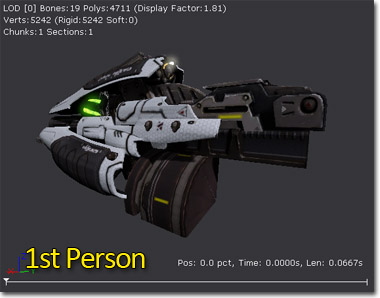 LOD [0] Bones:19 Polys:4711 (Display Factor:1.81)
Verts:5242 (Rigid:5242 Soft:0)
Chunks:1 Sections:1
1st Person
Pos: 0.0 pct, Time: 0.0000s, Len: 0.0667s